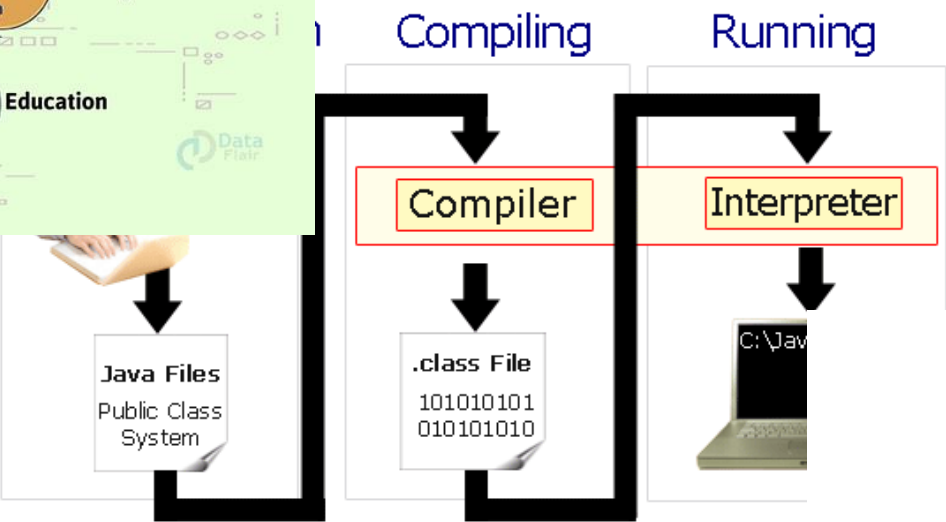 Compiling
Running
Education
Data
Flair
Compiler
Interpreter
Java Files
Public Class
System
.class File
101010101
010101010
C:\Jav